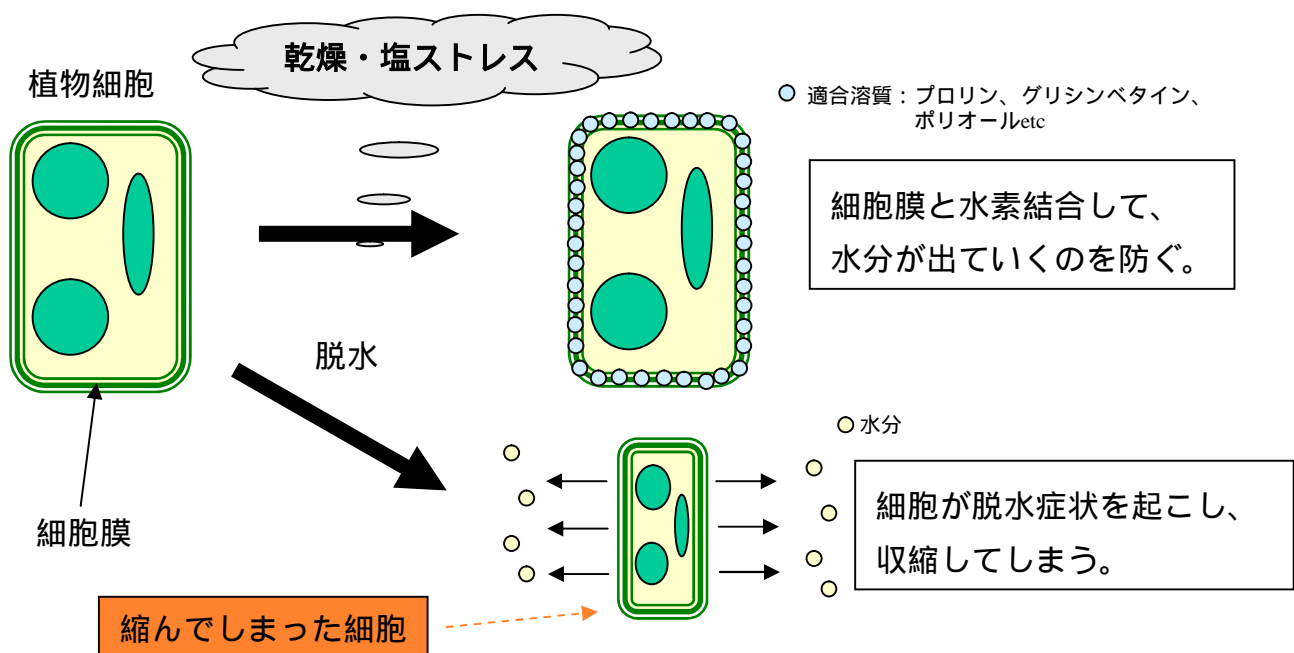 乾燥・塩ストレス
植物細胞
適合溶質：プロリン、グリシンベタイン、
ポリオールetc
細胞膜と水素結合して、
水分が出ていくのを防ぐ。
脱水
水分
細胞が脱水症状を起こし、
収縮してしまう。
細胞膜
縮んでしまった細胞